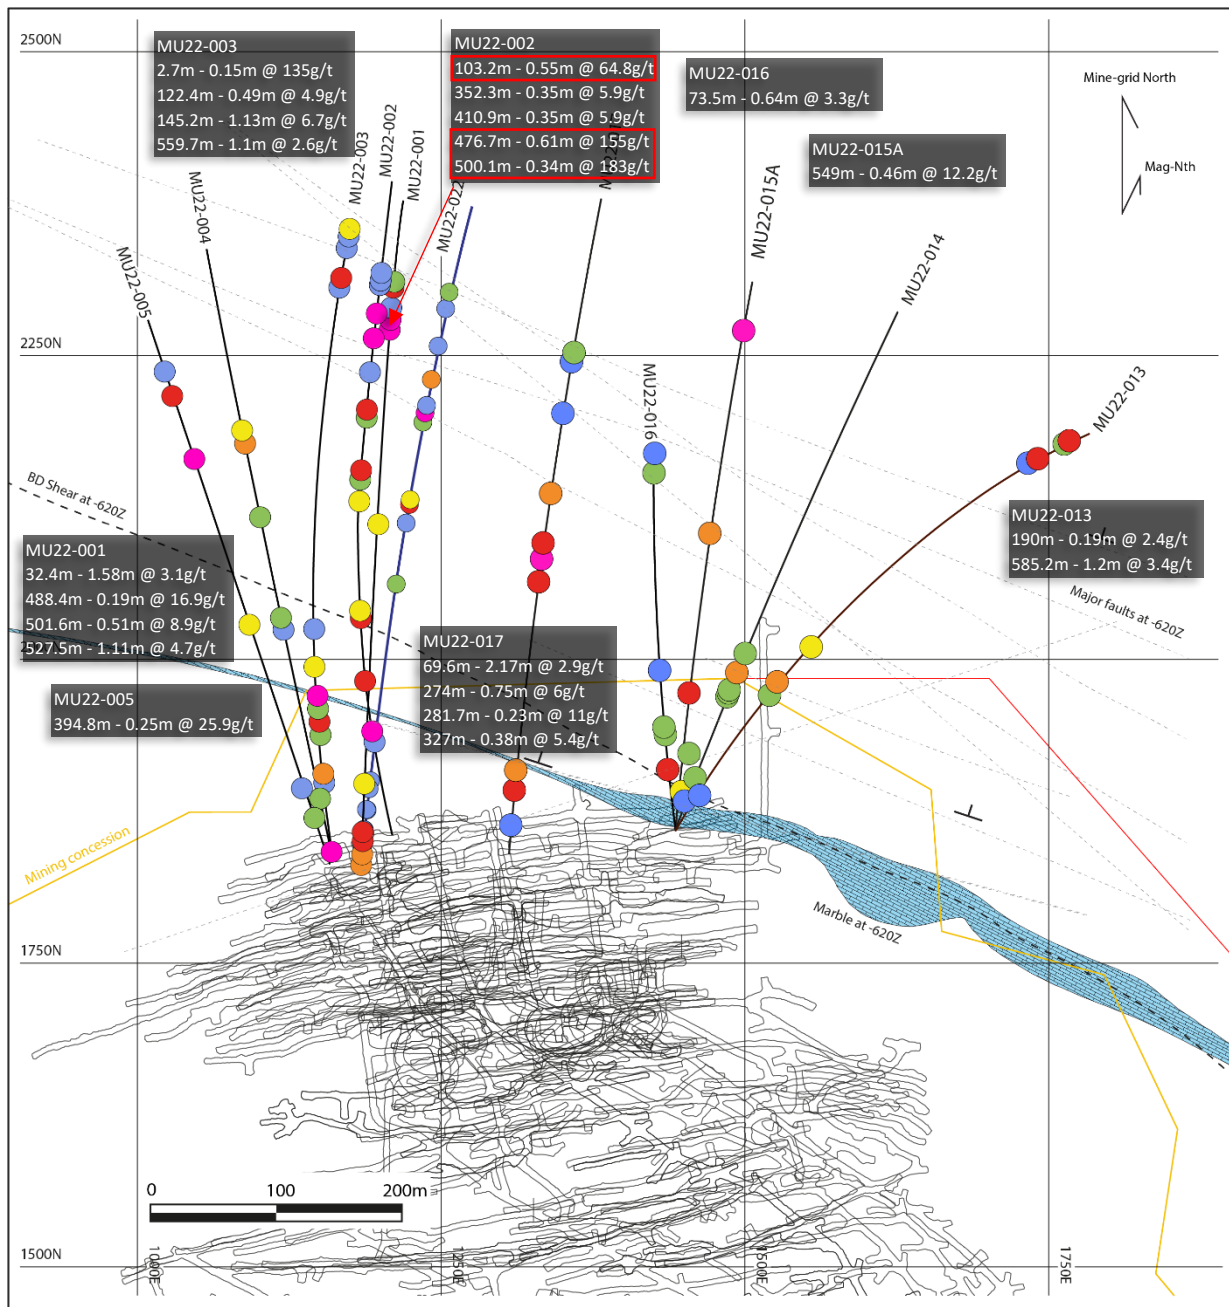 2500N
MU22-003
2.7m - 0.15m @ 135g/t
122.4m - 0.49m @ 4.9g/t
145.2m - 1.13m @ 6.7g/t
559.7m - 1.1m @ 2.6g/t
MU22-002
103.2m - 0.55m @ 64.8g/t
352.3m - 0.35m @ 5.9g/t
410.9m - 0.35m @ 5.9g/t
476.7m - 0.61m @ 155g/t
500.1m - 0.34m @ 183g/t
MU22-016
73.5m - 0.64m @ 3.3g/t
MU22-015A
549m - 0.46m @ 12.2g/t
Mine-grid North
Mag-Nth
MU22-005
MU22-004
MU22-003
MU22-002
MU22-001
MU22-022
MU22-016
MU22-015A
MU22-014
MU22-013
2250N
BD Shear at -620Z
MU22-001
32.4m - 1.58m @ 3.1g/t
488.4m - 0.19m @ 16.9g/t
501.6m - 0.51m @ 8.9g/t
527.5m - 1.11m @ 4.7g/t
MU22-005
394.8m - 0.25m @ 25.9g/t
MU22-017
69.6m - 2.17m @ 2.9g/t
274m - 0.75m @ 6g/t
281.7m - 0.23m @ 11g/t
327m - 0.38m @ 5.4g/t
MU22-013
190m - 0.19m @ 2.4g/t
585.2m - 1.2m @ 3.4g/t
Major faults at -620Z
Mining concession
Marble at -620Z
1750N
0 100 200m
1500N
1000E
1250E
1500E
1750E